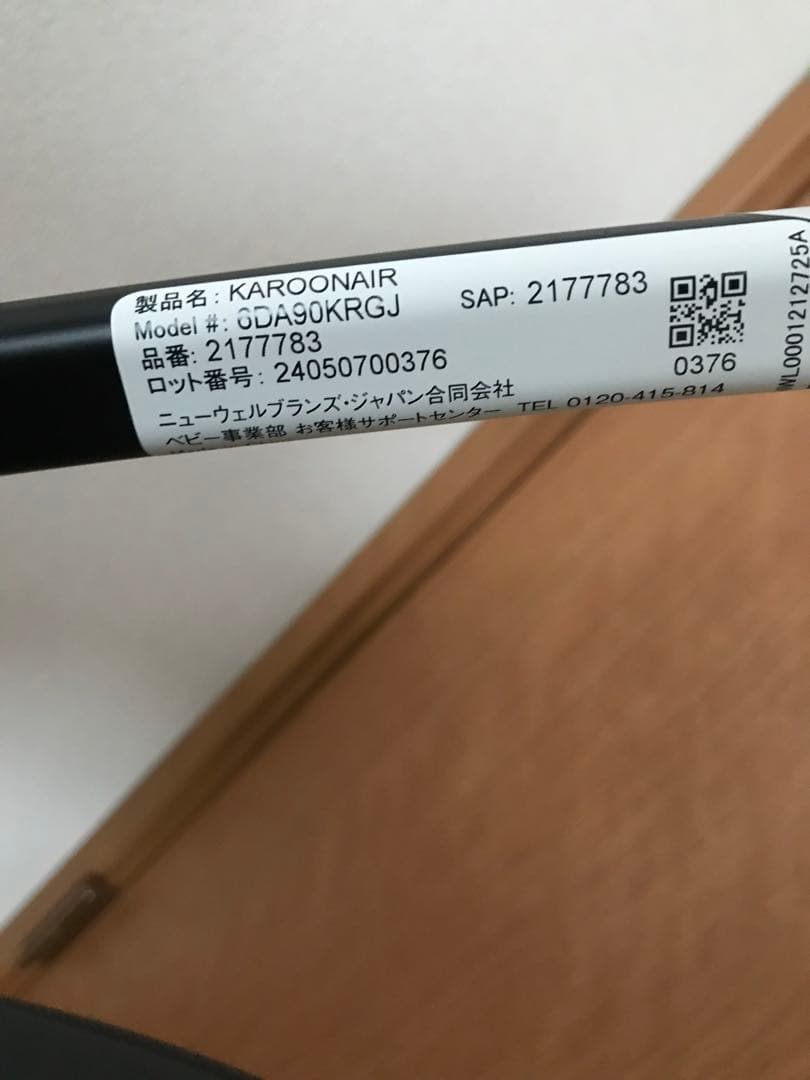 製品名: KAROONAIR
Model #: 6DA90KRGJ
SAP: 2177783
品番: 2177783
ロット番号: 24050700376
0376
ニューウェルブランズ・ジャパン合同会社
ベビー事業部 お客様サポートセンター TEL 0120-415-814
WL0001212725A